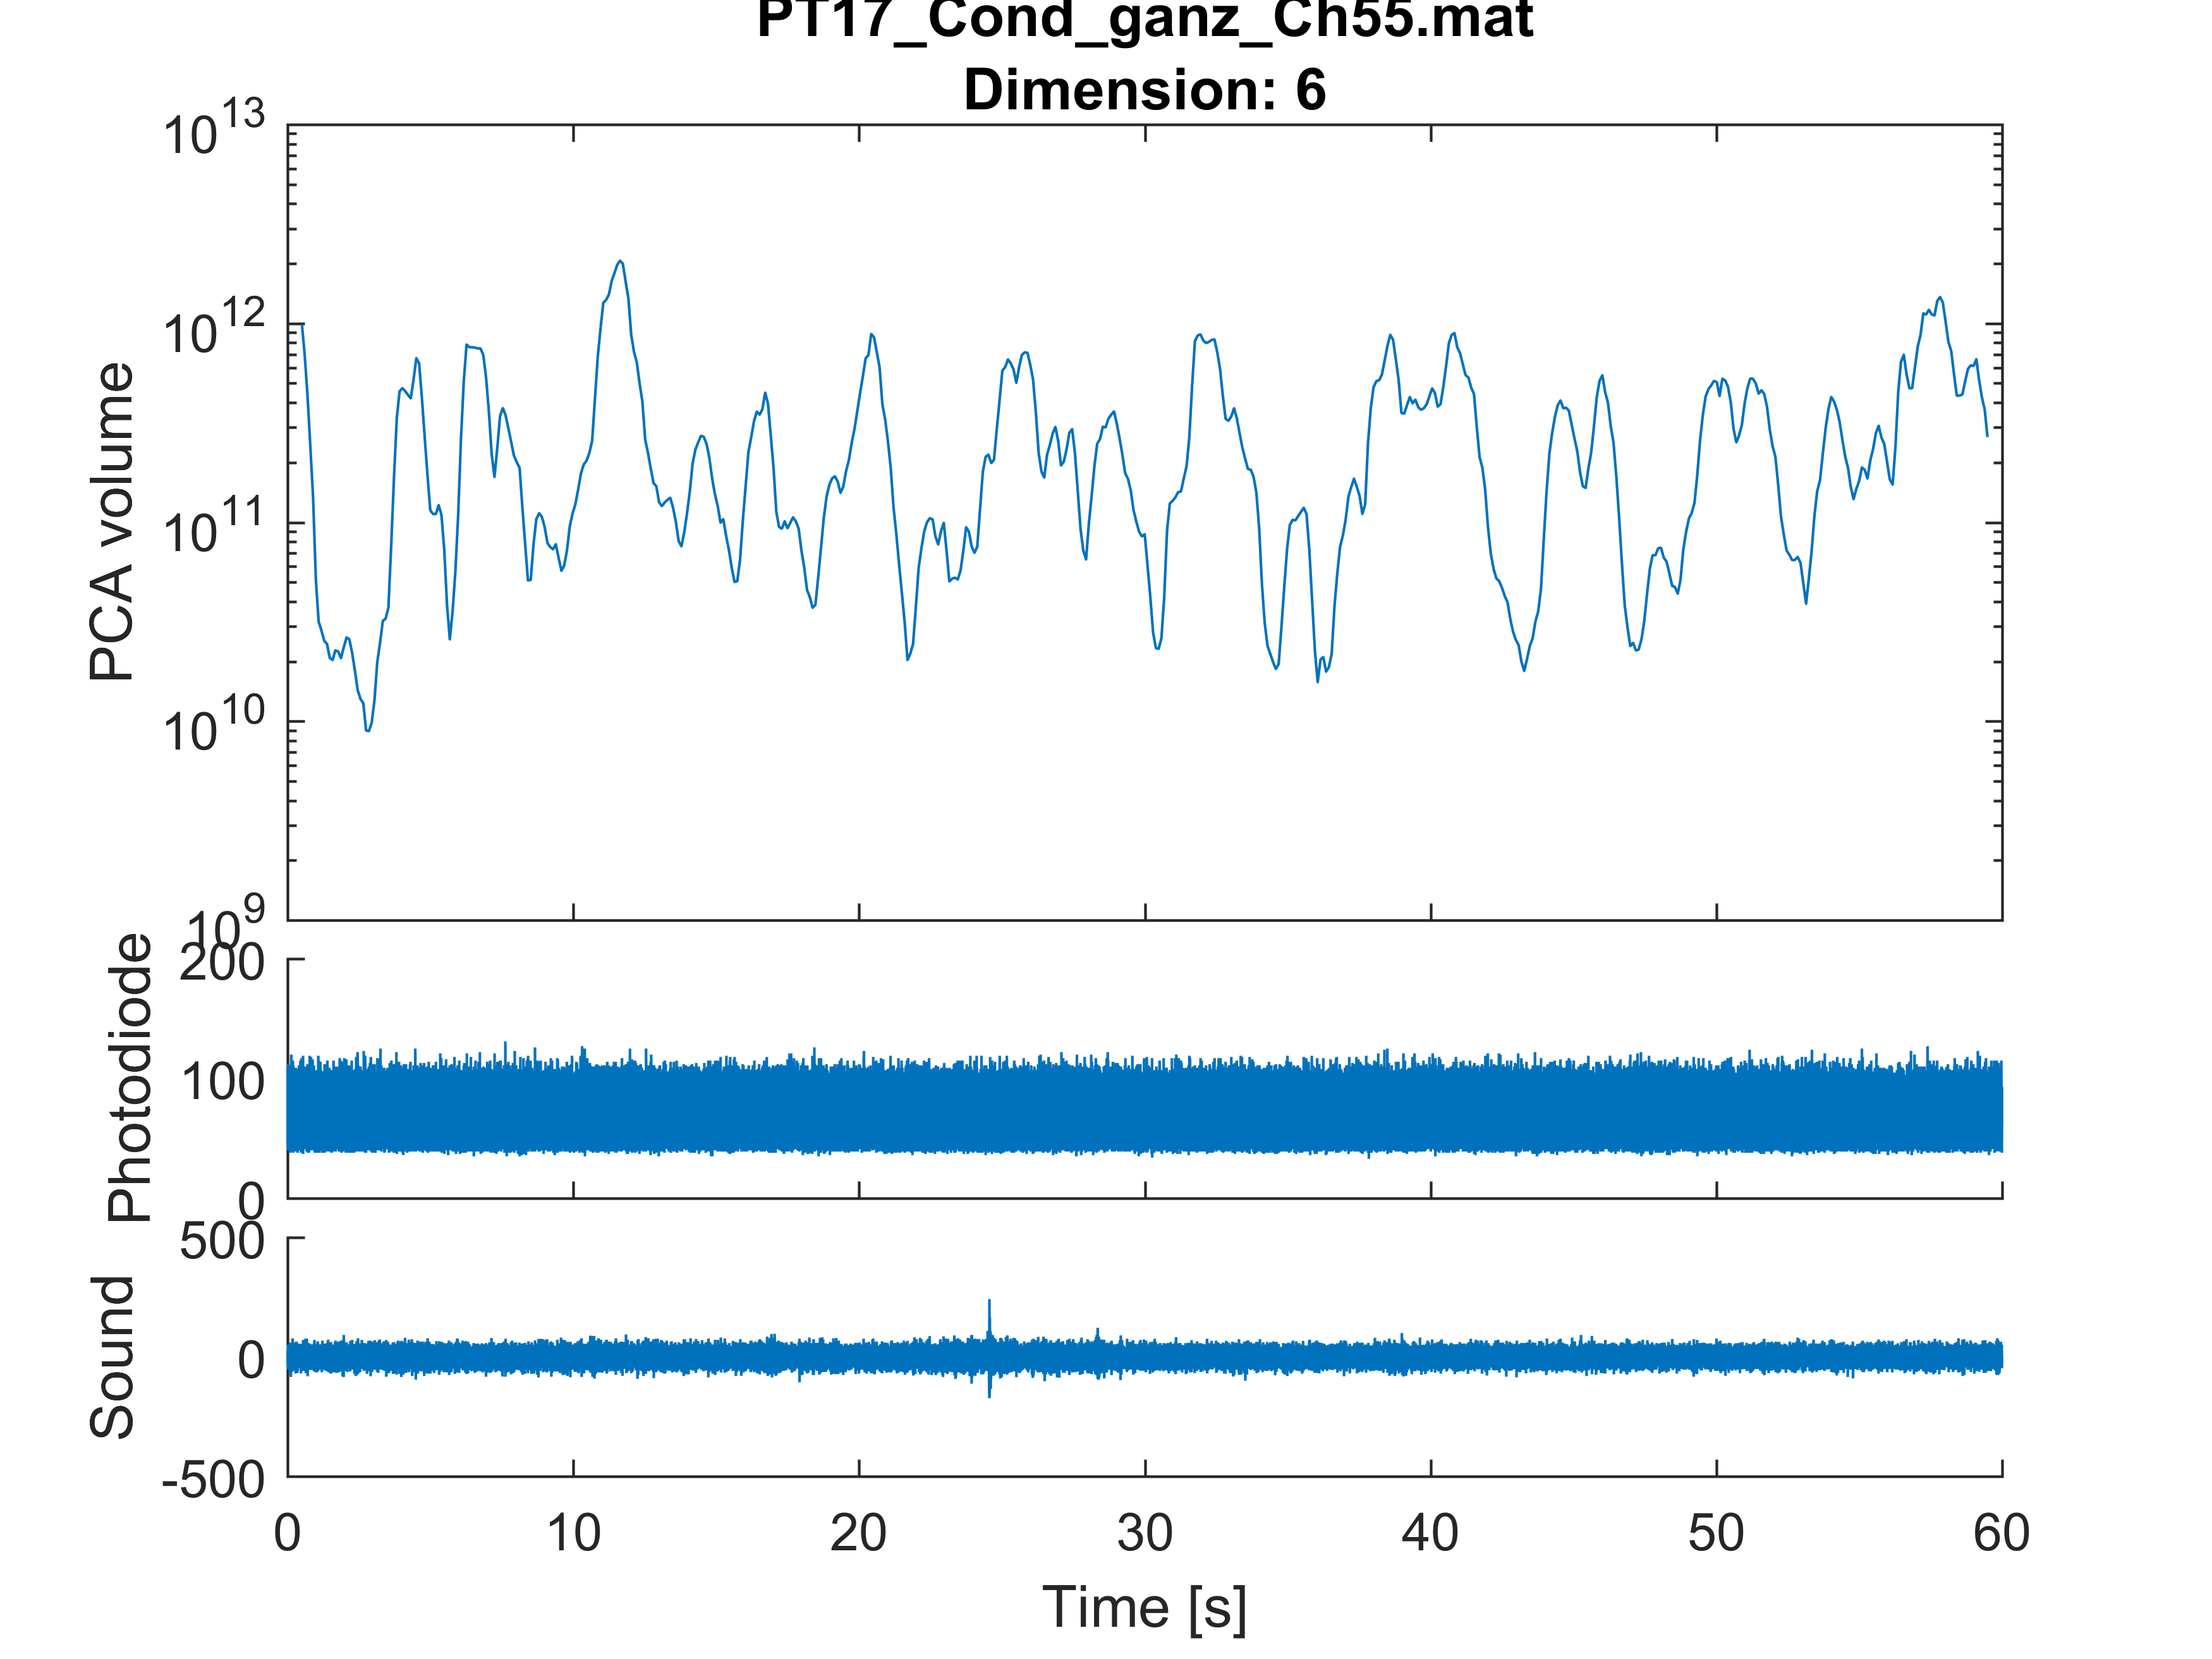 PT17_Cond_ganz_Ch55.mat
Dimension: 6
10^13
10^12
10^11
10^10
10^9
PCA volume
200
100
0
Photodiode
500
0
-500
Sound
0 10 20 30 40 50 60
Time [s]